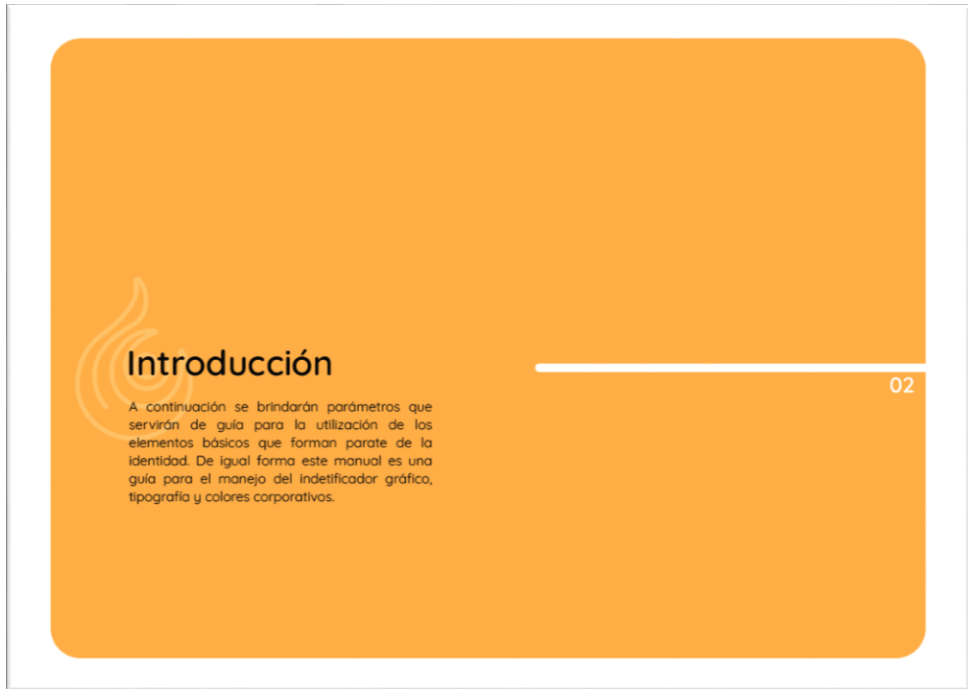 Introducción
02
A continuación se brindarán parámetros que
servirán de guía para la utilización de los
elementos básicos que forman parate de la
identidad. De igual forma este manual es una
guía para el manejo del indetificador gráfico,
tipografía y colores corporativos.